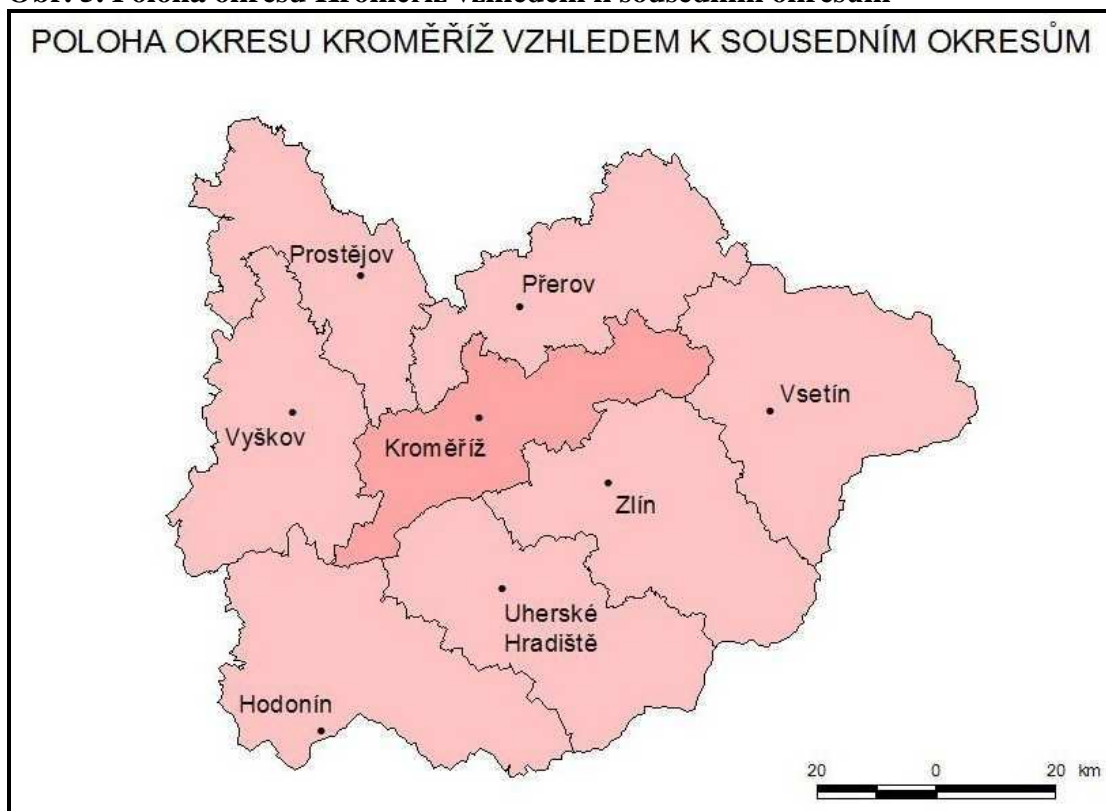 POLOHA OKRESU KROMĚŘÍŽ VZHLEDEM K SOUSEDNÍM OKRESŮM
Prostějov
Přerov
Vsetín
Vyškov
Kroměříž
Zlín
Uherské
Hradiště
Hodonín
20 0 20 km